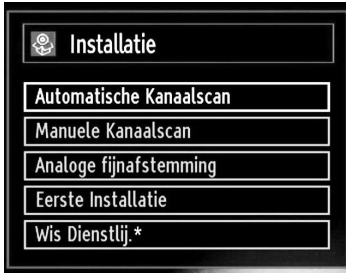 Installatie
Automatische Kanaalscan
Manuele Kanaalscan
Analoge fijnafstemming
Eerste Installatie
Wis Dienstlij.*